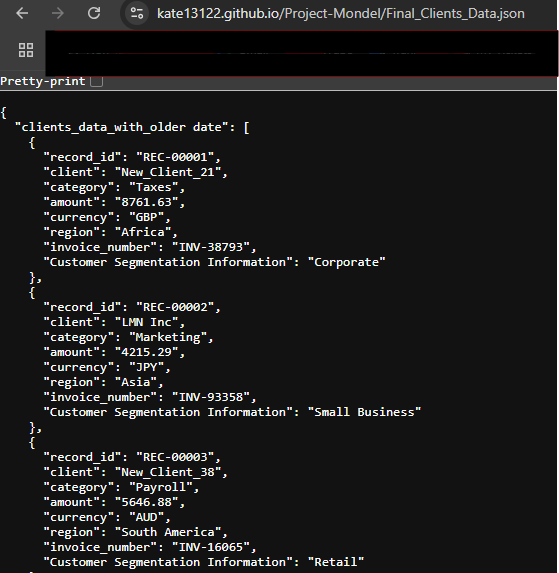 kate13122.github.io/Project-Mondel/Final_Clients_Data.json
Pretty-print
{
  "clients_data_with_older date": [
    {
      "record_id": "REC-00001",
      "client": "New_Client_21",
      "category": "Taxes",
      "amount": "8761.63",
      "currency": "GBP",
      "region": "Africa",
      "invoice_number": "INV-38793",
      "Customer Segmentation Information": "Corporate"
    },
    {
      "record_id": "REC-00002",
      "client": "LMN Inc",
      "category": "Marketing",
      "amount": "4215.29",
      "currency": "JPY",
      "region": "Asia",
      "invoice_number": "INV-93358",
      "Customer Segmentation Information": "Small Business"
    },
    {
      "record_id": "REC-00003",
      "client": "New_Client_38",
      "category": "Payroll",
      "amount": "5646.88",
      "currency": "AUD",
      "region": "South America",
      "invoice_number": "INV-16065",
      "Customer Segmentation Information": "Retail"